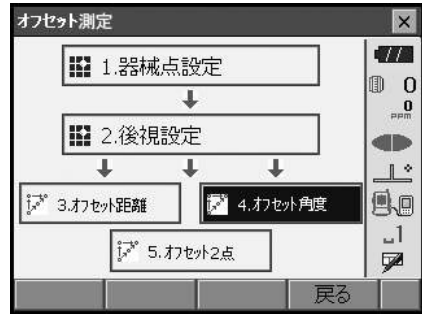 オフセット測定
1.器械点設定
2.後視設定
3.オフセット距離
4.オフセット角度
5.オフセット2点
0
0
PPM
1
戻る